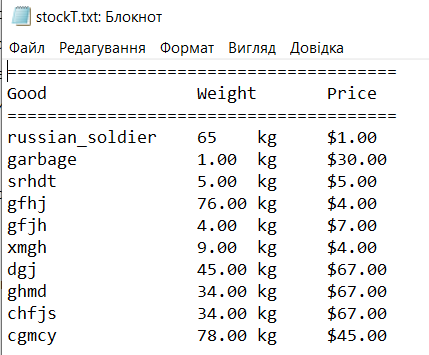 stockT.txt: Блокнот
Файл Редагування Формат Вигляд Довідка
=======================================
Good Weight Price
=======================================
russian_soldier 65 kg $1.00
garbage 1.00 kg $30.00
srhdt 5.00 kg $5.00
gfhj 76.00 kg $4.00
gfjh 4.00 kg $7.00
xmgh 9.00 kg $4.00
dgj 45.00 kg $67.00
ghmd 34.00 kg $67.00
chfjs 34.00 kg $67.00
cgmcy 78.00 kg $45.00